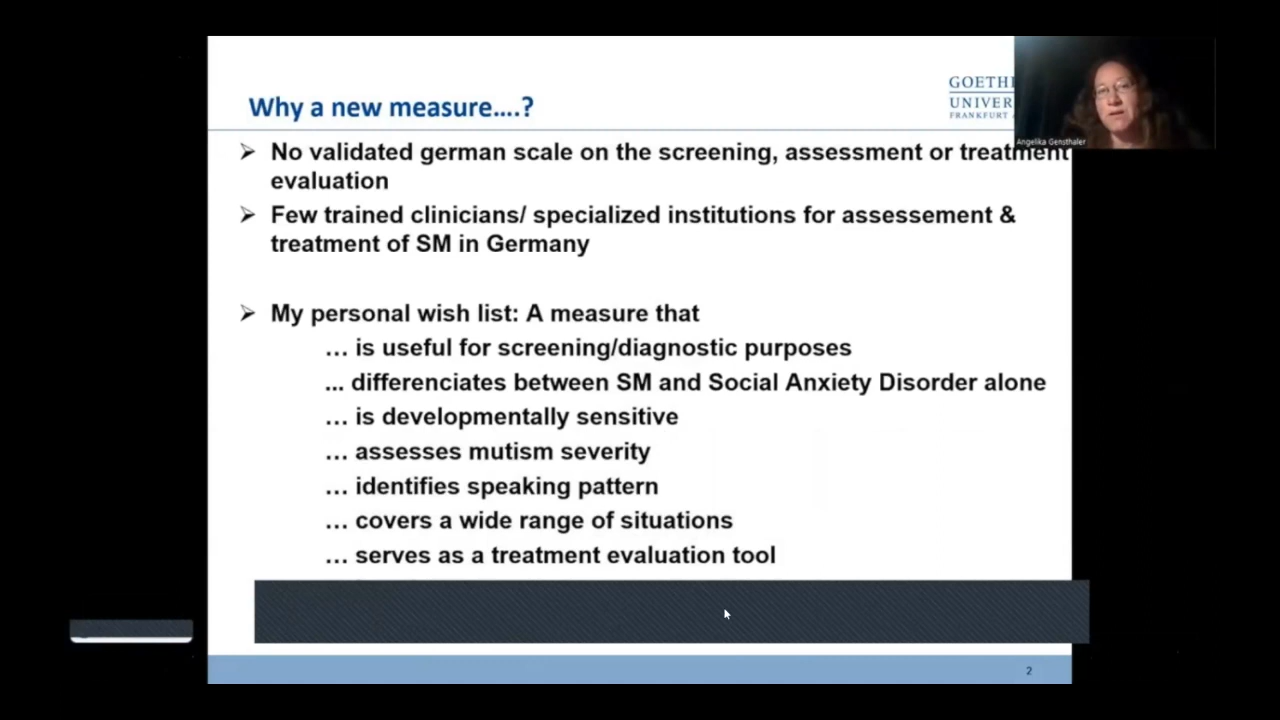 Why a new measure....?
GOETHE
UNIVER
FRANKFURT
Angelika Gensthaler
➢ No validated german scale on the screening, assessment or treatment
evaluation
➢ Few trained clinicians/ specialized institutions for assessement &
treatment of SM in Germany
➢ My personal wish list: A measure that
… is useful for screening/diagnostic purposes
... differenciates between SM and Social Anxiety Disorder alone
… is developmentally sensitive
… assesses mutism severity
… identifies speaking pattern
… covers a wide range of situations
… serves as a treatment evaluation tool
2